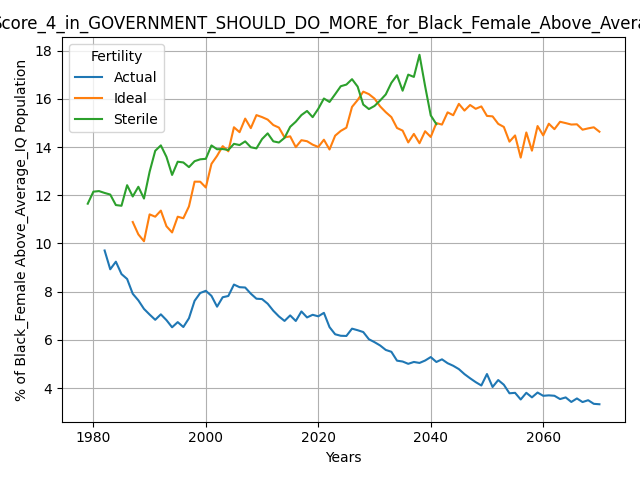 Score_4_in_GOVERNMENT_SHOULD_DO_MORE_for_Black_Female_Above_Avera
18
16
14
12
10
8
6
4
% of Black_Female Above_Average_IQ Population
Fertility
Actual
Ideal
Sterile
1980
2000
2020
2040
2060
Years